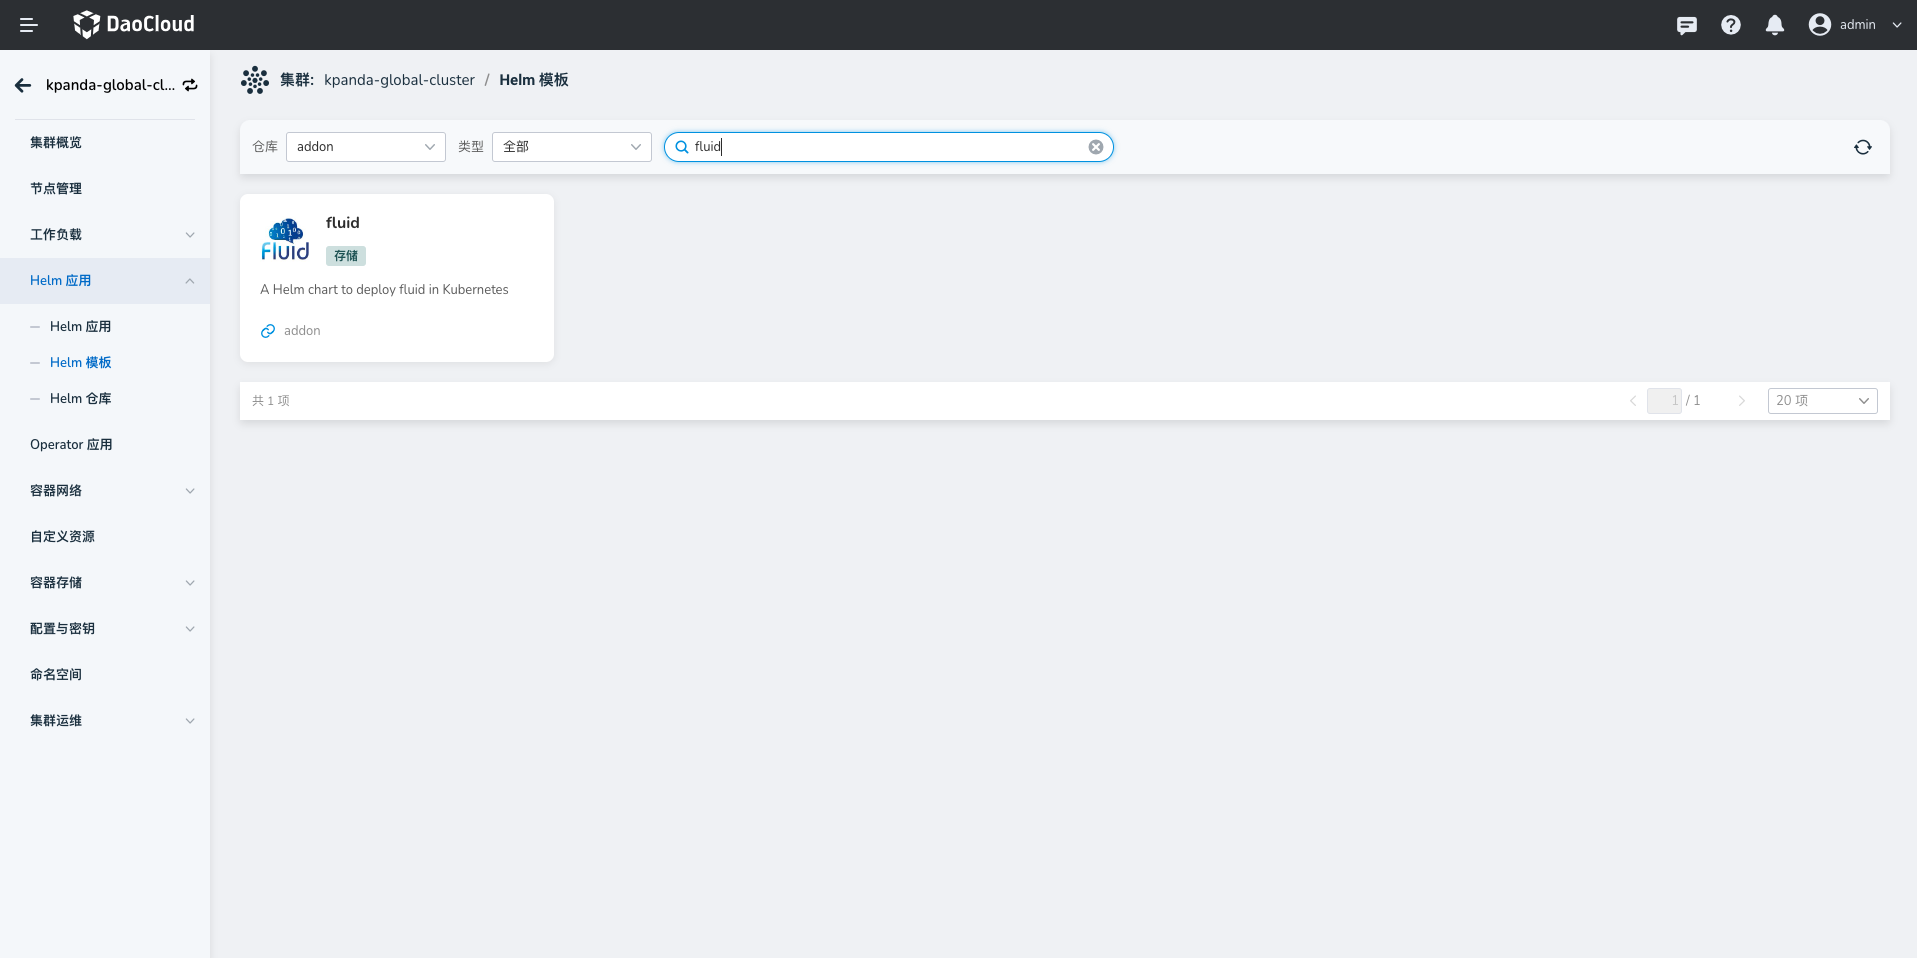 DaoCloud
admin
kpanda-global-cl...
集群概览
节点管理
工作负载
Helm 应用
Helm 应用
Helm 模板
Helm 仓库
Operator 应用
容器网络
自定义资源
容器存储
配置与密钥
命名空间
集群运维
集群: kpanda-global-cluster / Helm 模板
仓库 addon 类型 全部 fluid
Fluid
fluid
存储
A Helm chart to deploy fluid in Kubernetes
addon
共 1 项
1 / 1
20 项